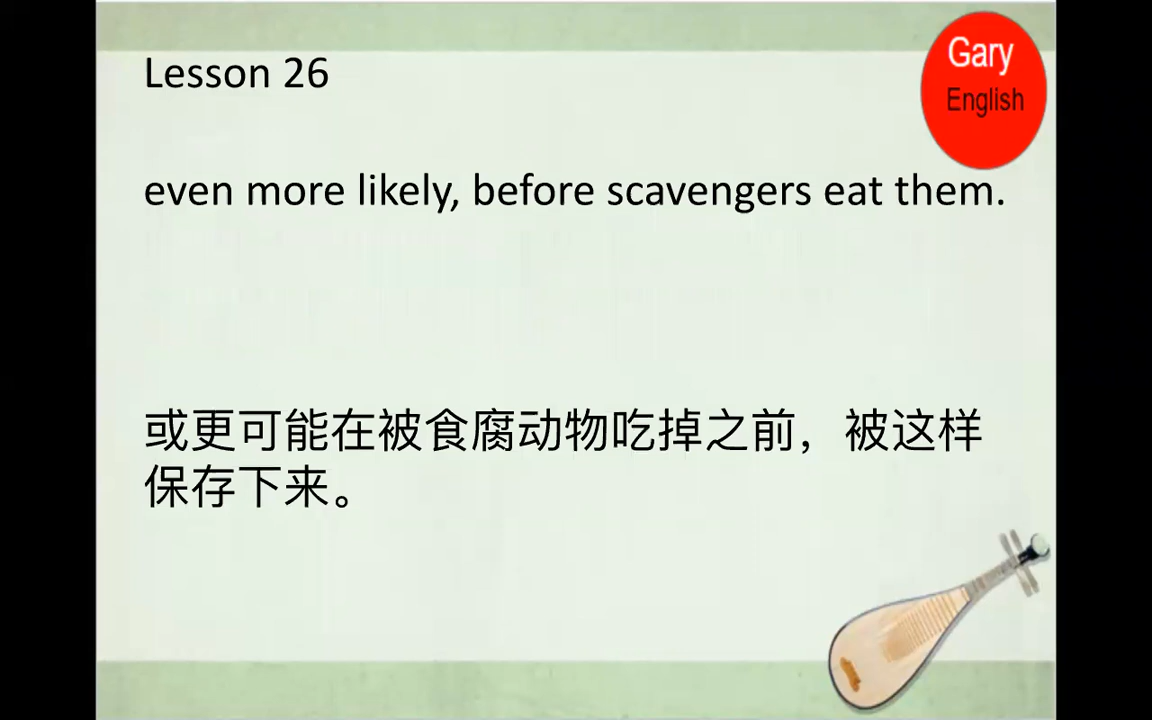 Gary
English
Lesson 26
even more likely, before scavengers eat them.
或更可能在被食腐动物吃掉之前，被这样
保存下来。